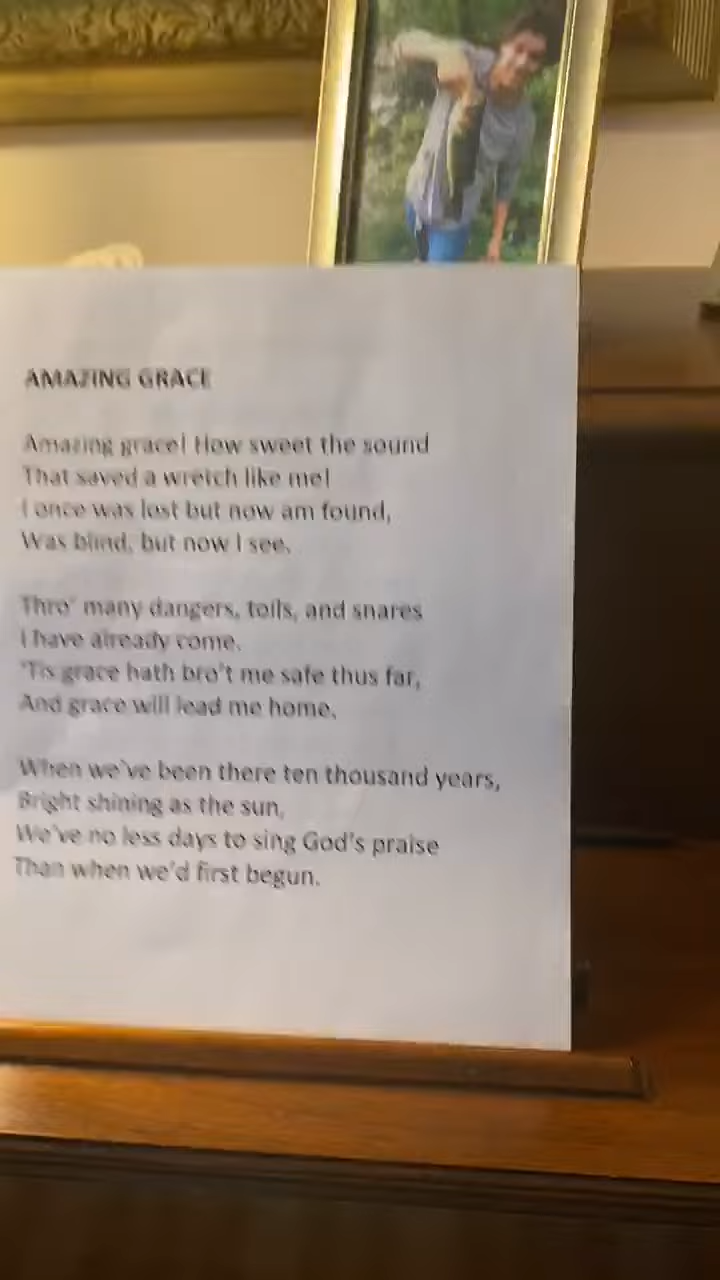 AMAZING GRACE
Amazing grace! How sweet the sound
That saved a wretch like me!
I once was lost but now am found,
Was blind, but now I see.
Thro' many dangers, toils, and snares
I have already come.
'Tis grace hath bro't me safe thus far,
And grace will lead me home.
When we've been there ten thousand years,
Bright shining as the sun,
We've no less days to sing God's praise
Than when we'd first begun.